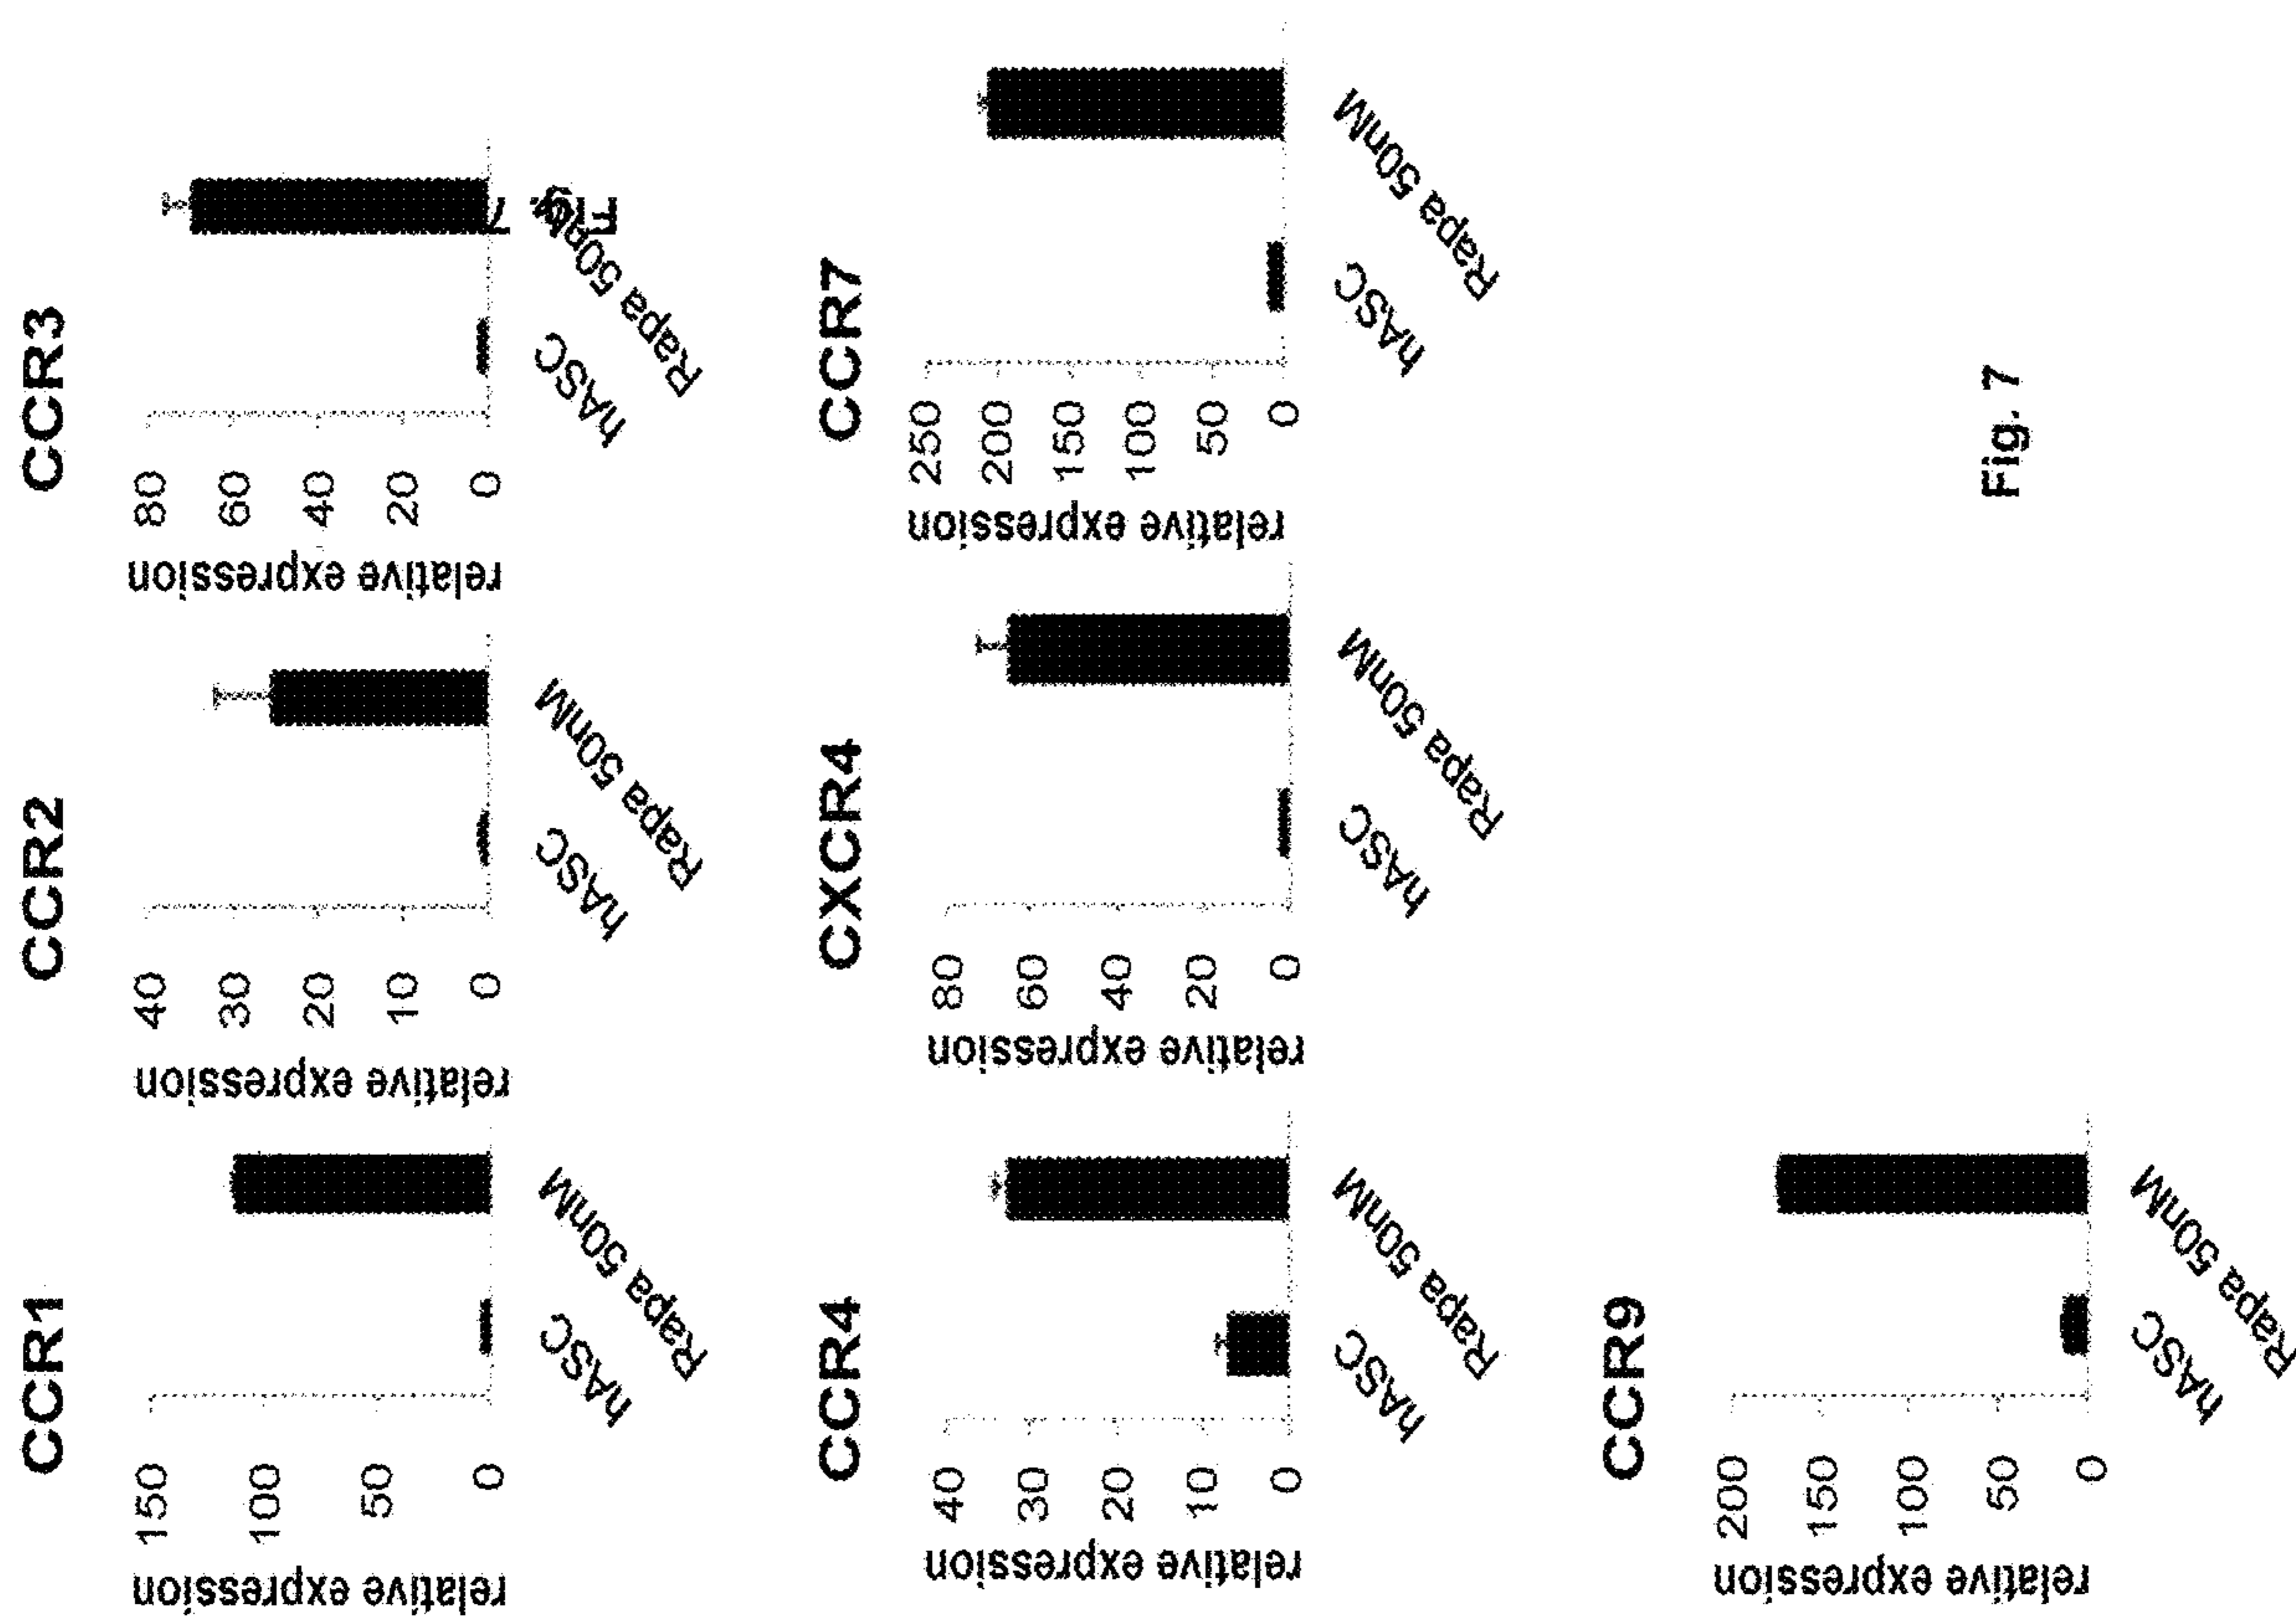 CCR1
relative expression
150
100
50
0
hASC
Rapa 50nM
CCR2
relative expression
40
30
20
10
0
hASC
Rapa 50nM
CCR3
relative expression
80
60
40
20
0
hASC
Rapa 50nM
CCR4
relative expression
40
30
20
10
0
hASC
Rapa 50nM
CXCR4
relative expression
80
60
40
20
0
hASC
Rapa 50nM
CCR7
relative expression
250
200
150
100
50
0
hASC
Rapa 50nM
CCR9
relative expression
200
150
100
50
0
hASC
Rapa 50nM
Fig. 7